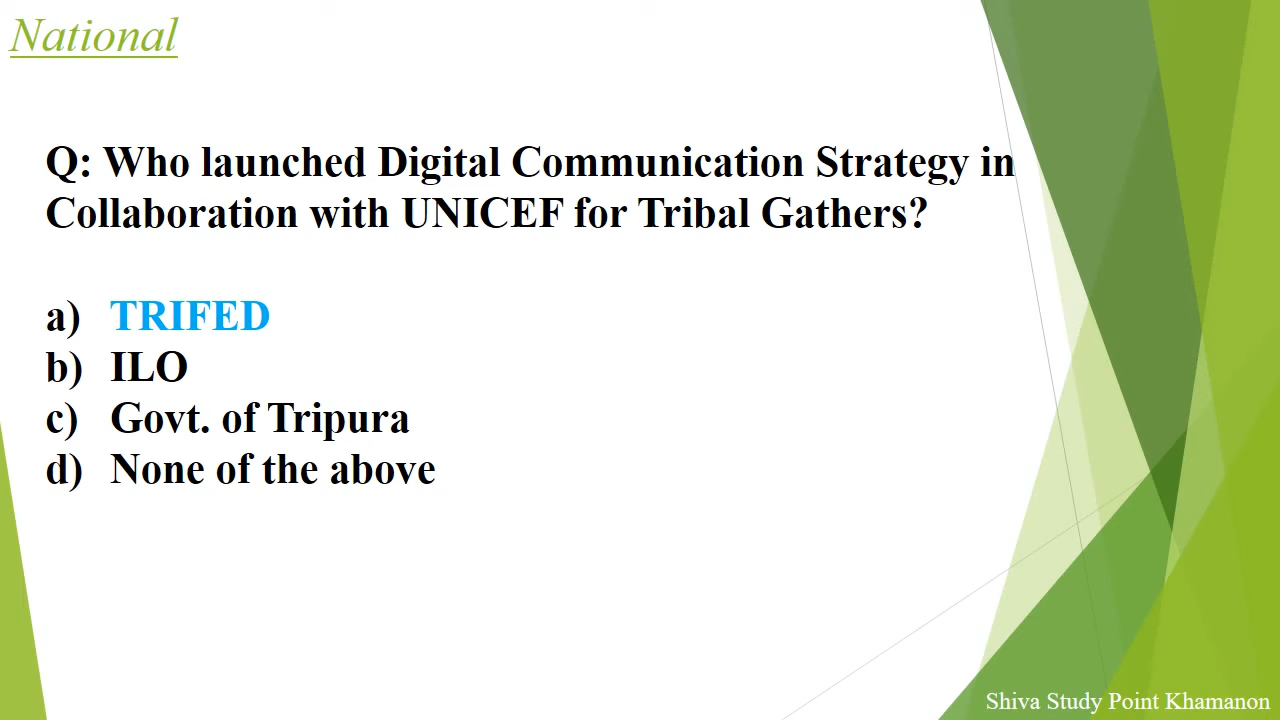 National
Q: Who launched Digital Communication Strategy in
Collaboration with UNICEF for Tribal Gathers?
a) TRIFED
b) ILO
c) Govt. of Tripura
d) None of the above
Shiva Study Point Khamanon